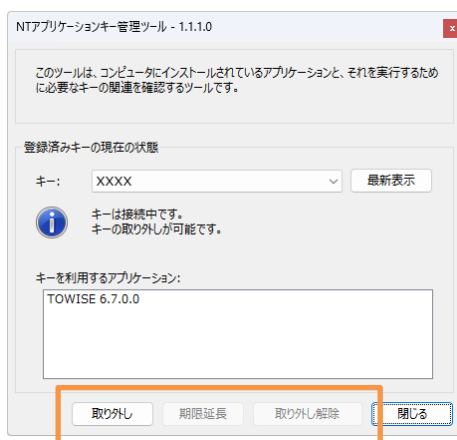 NTアプリケーションキー管理ツール - 1.1.1.0
このツールは、コンピュータにインストールされているアプリケーションと、それを実行するため
に必要なキーの関連を確認するツールです。
登録済みキーの現在の状態
キー: XXXX 最新表示
キーは接続中です。
キーの取り外しが可能です。
キーを利用するアプリケーション:
TOWISE 6.7.0.0
取り外し 期限延長 取り外し解除 閉じる